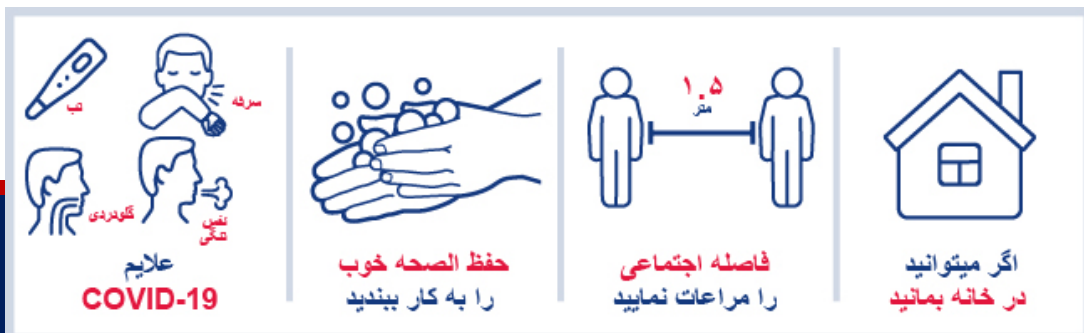 اگر میتوانید
در خانه بمانید
۱.۵
متر
فاصله اجتماعی
را مراعات نمایید
حفظ الصحه خوب
را به کار ببندید
سرفه
تب
نفس
تنگی
گلودردی
علایم
COVID-19